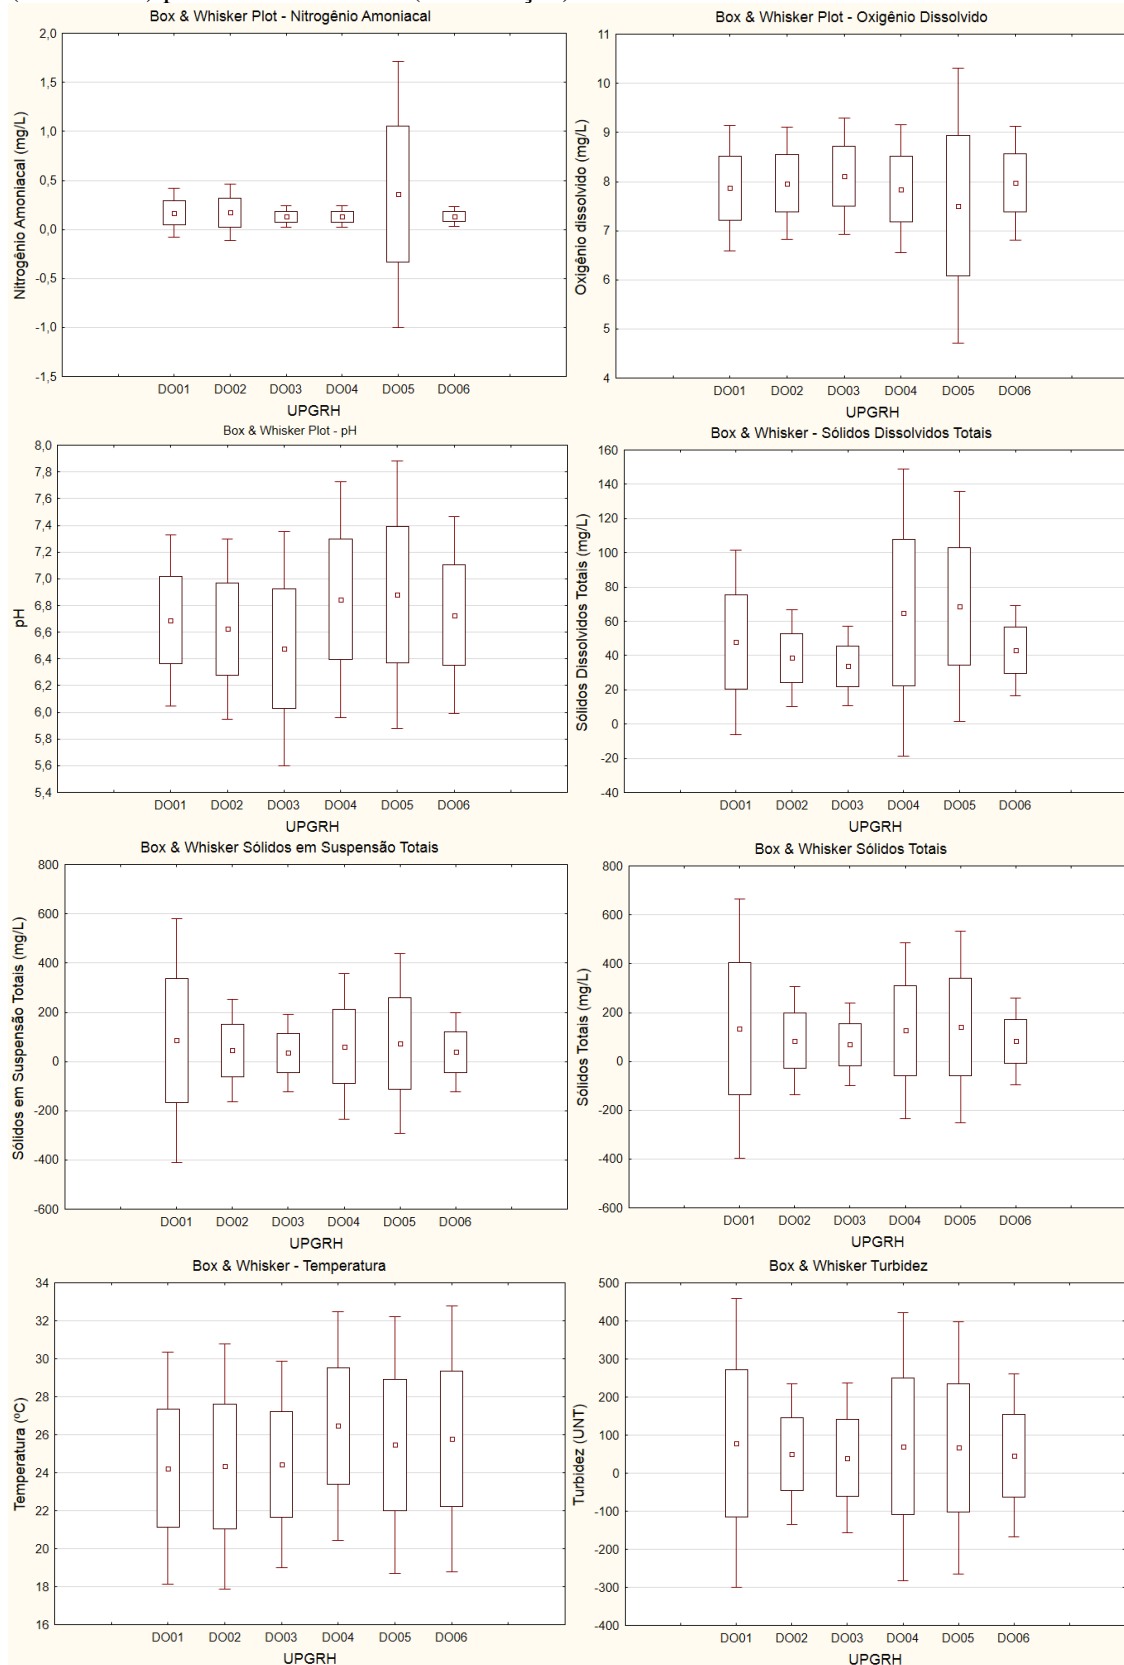 Box & Whisker Plot - Nitrogênio Amoniacal
2,0
1,5
1,0
0,5
0,0
-0,5
-1,0
-1,5
Nitrogênio Amoniacal (mg/L)
DO01 DO02 DO03 DO04 DO05 DO06
UPGRH
Box & Whisker Plot - Oxigênio Dissolvido
11
10
9
8
7
6
5
4
Oxigênio dissolvido (mg/L)
DO01 DO02 DO03 DO04 DO05 DO06
UPGRH
Box & Whisker Plot - pH
8,0
7,8
7,6
7,4
7,2
7,0
6,8
6,6
6,4
6,2
6,0
5,8
5,6
5,4
pH
DO01 DO02 DO03 DO04 DO05 DO06
UPGRH
Box & Whisker - Sólidos Dissolvidos Totais
160
140
120
100
80
60
40
20
0
-20
-40
Sólidos Dissolvidos Totais (mg/L)
DO01 DO02 DO03 DO04 DO05 DO06
UPGRH
Box & Whisker Sólidos em Suspensão Totais
800
600
400
200
0
-200
-400
-600
Sólidos em Suspensão Totais (mg/L)
DO01 DO02 DO03 DO04 DO05 DO06
UPGRH
Box & Whisker Sólidos Totais
800
600
400
200
0
-200
-400
-600
Sólidos Totais (mg/L)
DO01 DO02 DO03 DO04 DO05 DO06
UPGRH
Box & Whisker - Temperatura
34
32
30
28
26
24
22
20
18
16
Temperatura (ºC)
DO01 DO02 DO03 DO04 DO05 DO06
UPGRH
Box & Whisker Turbidez
500
400
300
200
100
0
-100
-200
-300
-400
Turbidez (UNT)
DO01 DO02 DO03 DO04 DO05 DO06
UPGRH